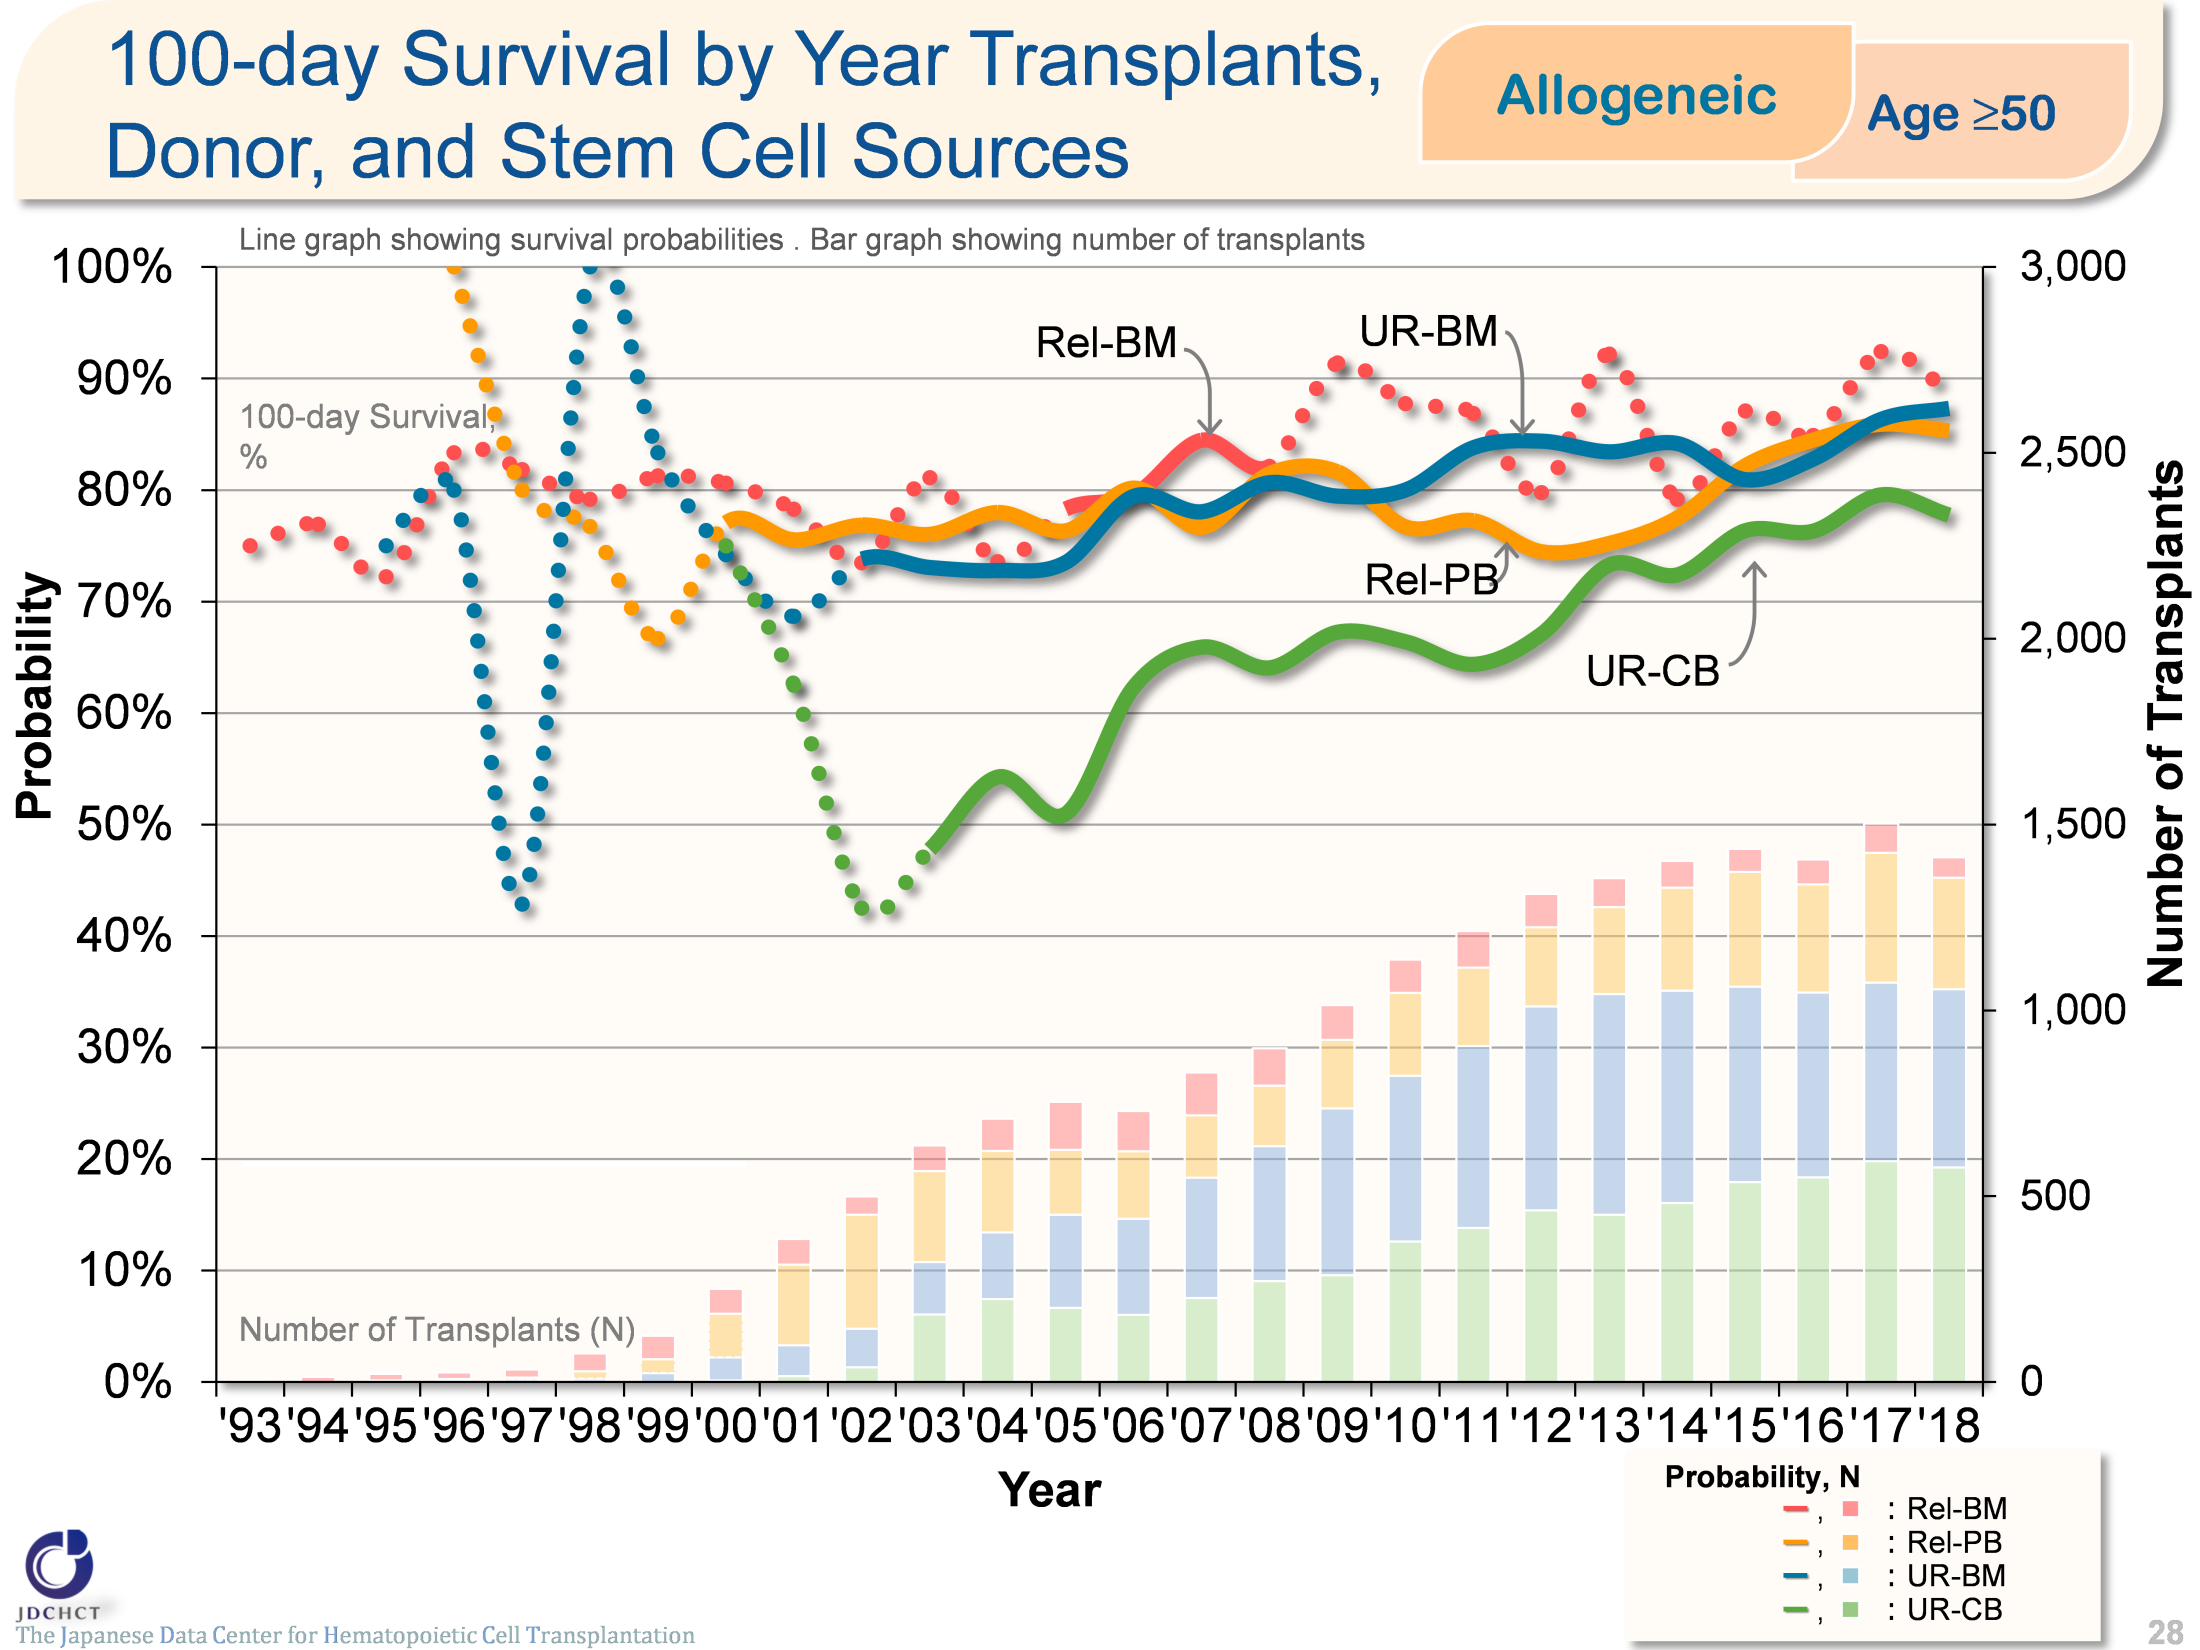 100-day Survival by Year Transplants,
Donor, and Stem Cell Sources
Allogeneic
Age ≥50
Line graph showing survival probabilities . Bar graph showing number of transplants
100%
90%
80%
70%
60%
50%
40%
30%
20%
10%
0%
Probability
100-day Survival,
%
Rel-BM
UR-BM
Rel-PB
UR-CB
Number of Transplants (N)
3,000
2,500
2,000
1,500
1,000
500
0
Number of Transplants
'93 '94 '95 '96 '97 '98 '99 '00 '01 '02 '03 '04 '05 '06 '07 '08 '09 '10 '11 '12 '13 '14 '15 '16 '17 '18
Year
Probability, N
, : Rel-BM
, : Rel-PB
, : UR-BM
, : UR-CB
JDCHCT
The Japanese Data Center for Hematopoietic Cell Transplantation
28